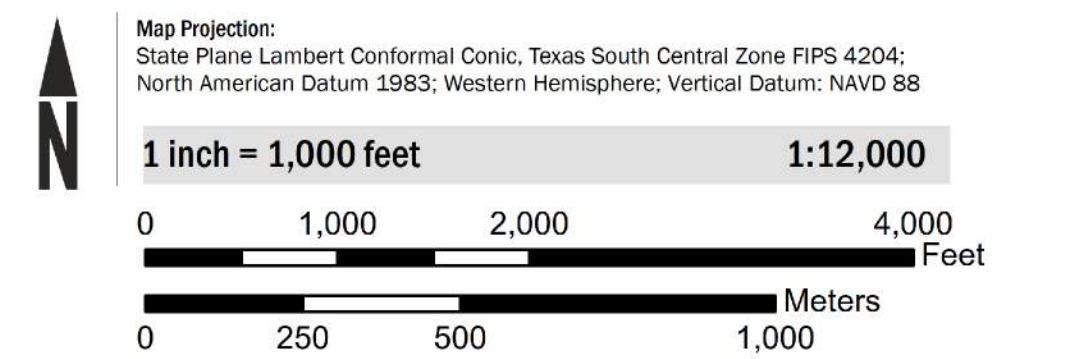 N
Map Projection:
State Plane Lambert Conformal Conic, Texas South Central Zone FIPS 4204;
North American Datum 1983; Western Hemisphere; Vertical Datum: NAVD 88
1 inch = 1,000 feet 1:12,000
0 1,000 2,000 4,000
Feet
Meters
0 250 500 1,000